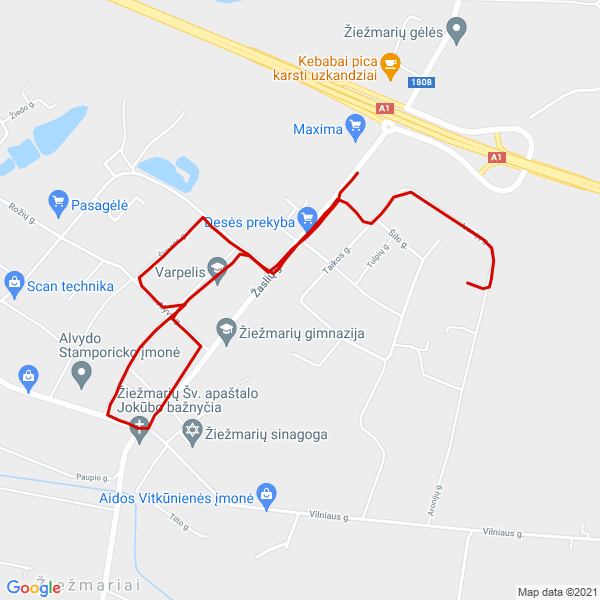 Žiežmarių gėlės
Kebabai pica
karsti uzkandziai
1808
A1
Maxima
A1
Žiedo g.
Pasagėlė
Rožių g.
Desės prekyba
Šilo g.
Tulpių g.
Taikos g.
Varpelis
Žaslių g.
Scan technika
Žiežmarių gimnazija
Alvydo
Stamporicko įmonė
Žiežmarių Šv. apaštalo
Jokūbo bažnyčia
Žiežmarių sinagoga
Paupio g.
Aidos Vitkūnienės įmonė
Aronijų g.
Vilniaus g.
Tilto g.
Vilniaus g.
Žiežmariai
Google
Map data ©2021